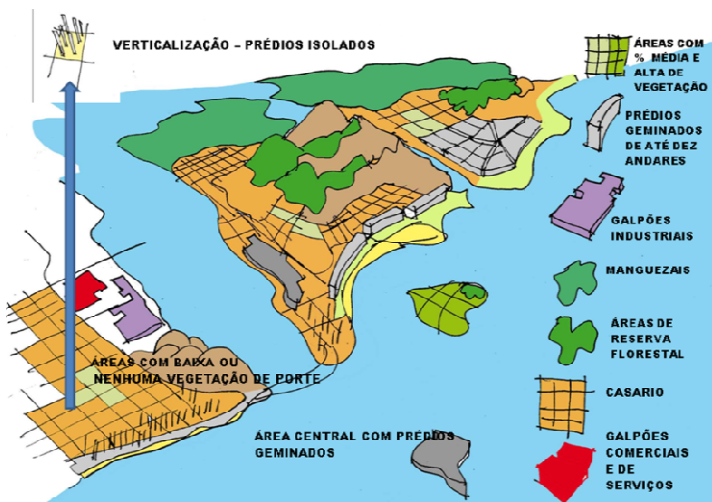 VERTICALIZAÇÃO – PRÉDIOS ISOLADOS
ÁREAS COM
% MÉDIA E
ALTA DE
VEGETAÇÃO
PRÉDIOS
GEMINADOS
DE ATÉ DEZ
ANDARES
GALPÕES
INDUSTRIAIS
MANGUEZAIS
ÁREAS DE
RESERVA
FLORESTAL
ÁREAS COM BAIXA OU
NENHUMA VEGETAÇÃO DE PORTE
CASARIO
ÁREA CENTRAL COM PRÉDIOS
GEMINADOS
GALPÕES
COMERCIAIS
E DE
SERVIÇOS